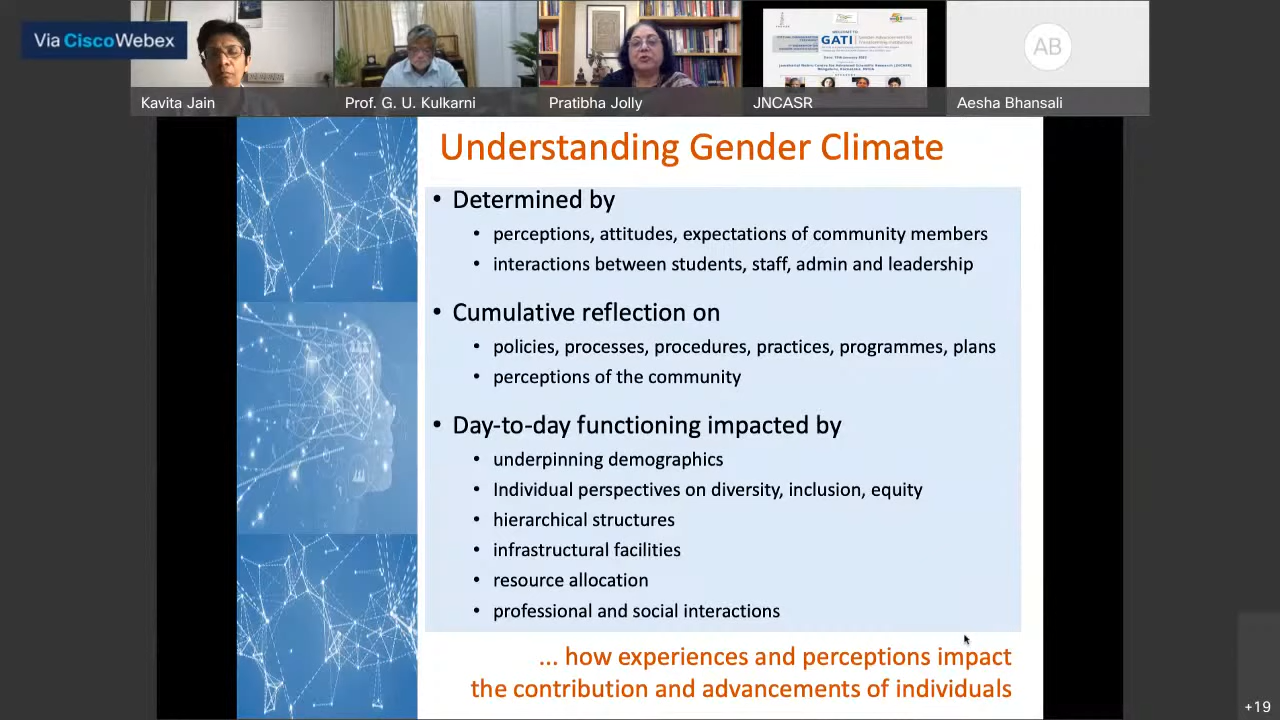 Via CiscoWebex
Kavita Jain
Prof. G. U. Kulkarni
Pratibha Jolly
GATI
JNCASR
AB
Aesha Bhansali
Understanding Gender Climate
• Determined by
• perceptions, attitudes, expectations of community members
• interactions between students, staff, admin and leadership
• Cumulative reflection on
• policies, processes, procedures, practices, programmes, plans
• perceptions of the community
• Day-to-day functioning impacted by
• underpinning demographics
• Individual perspectives on diversity, inclusion, equity
• hierarchical structures
• infrastructural facilities
• resource allocation
• professional and social interactions
... how experiences and perceptions impact
the contribution and advancements of individuals
+19